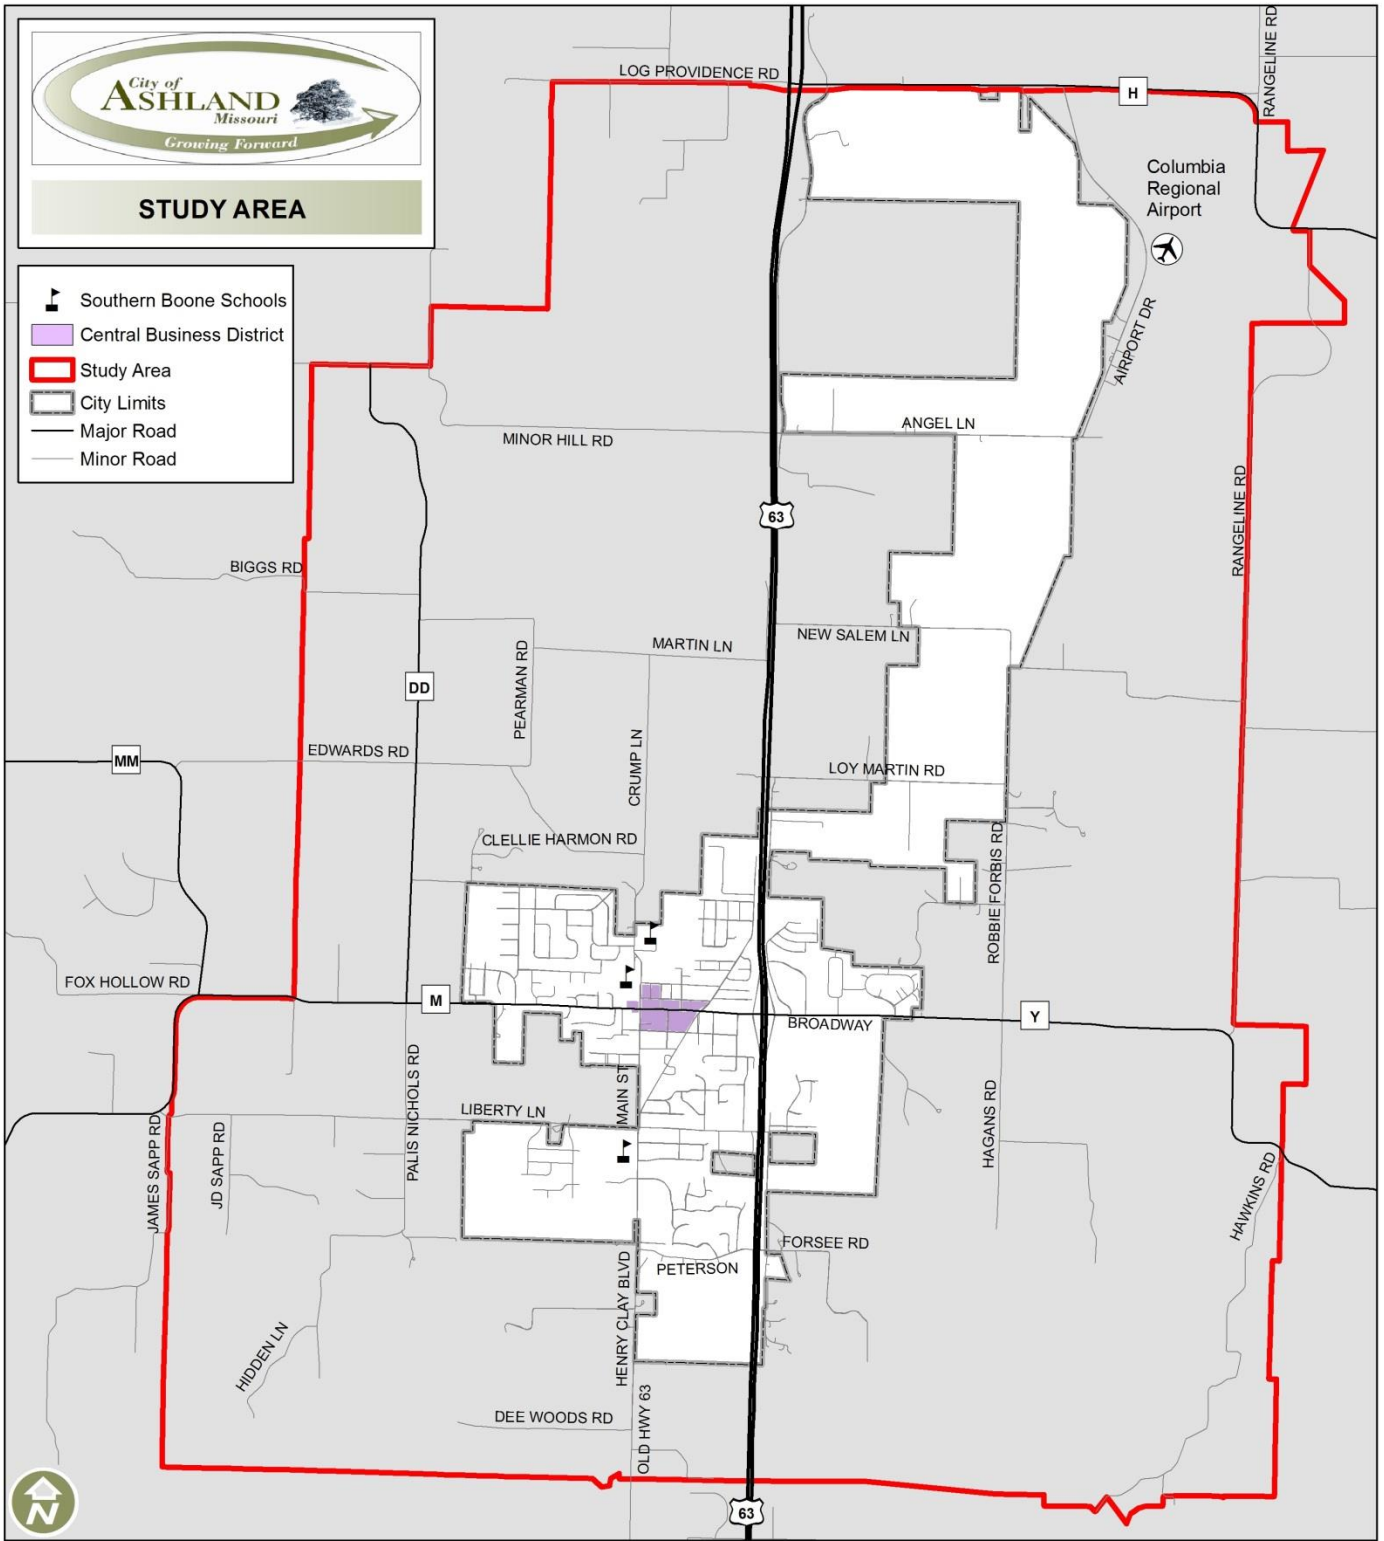 City of
ASHLAND
Missouri
Growing Forward
STUDY AREA
Southern Boone Schools
Central Business District
Study Area
City Limits
Major Road
Minor Road
LOG PROVIDENCE RD
H
RANGELINE RD
Columbia
Regional
Airport
AIRPORT DR
ANGEL LN
MINOR HILL RD
63
RANGELINE RD
BIGGS RD
NEW SALEM LN
MARTIN LN
PEARMAN RD
DD
EDWARDS RD
MM
CRUMP LN
LOY MARTIN RD
CLELLIE HARMON RD
ROBBIE FORBIS RD
FOX HOLLOW RD
M
BROADWAY
Y
PALIS NICHOLS RD
MAIN ST
LIBERTY LN
HAGANS RD
JAMES SAPP RD
JD SAPP RD
HAWKINS RD
FORSEE RD
PETERSON
HENRY CLAY BLVD
HIDDEN LN
DEE WOODS RD
OLD HWY 63
63
N